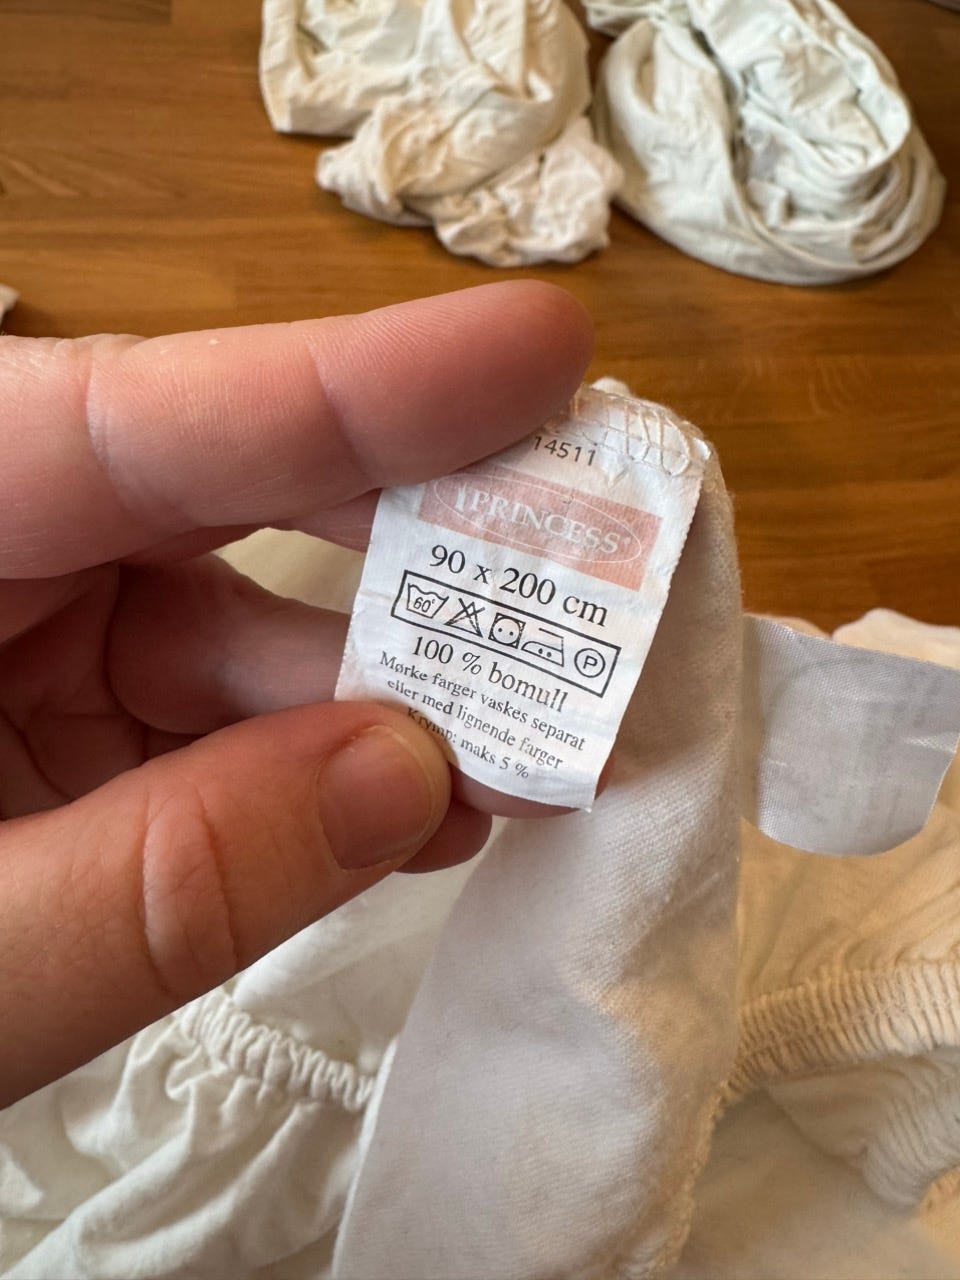 14511
PRINCESS
90 x 200 cm
60° P
100 % bomull
Mørke farger vaskes separat
eller med lignende farger
Krymp: maks 5 %